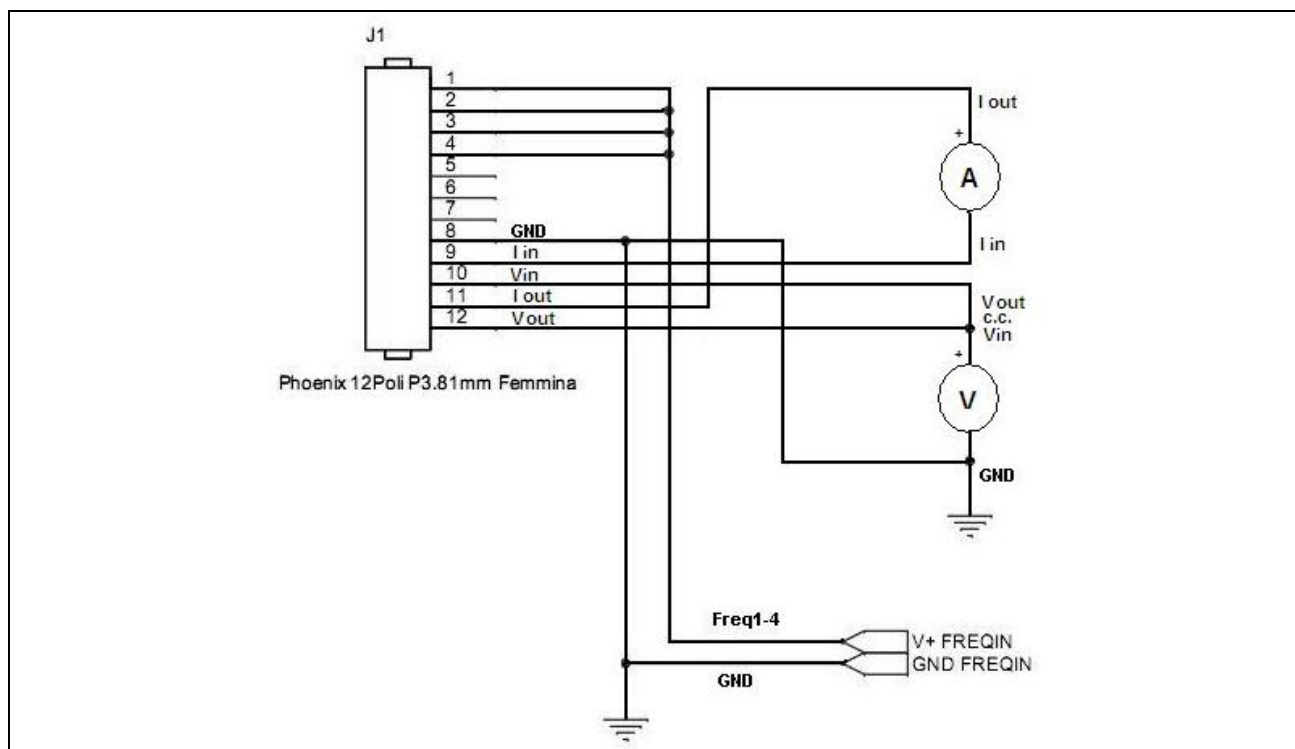 J1
1
2
3
4
5
6
7
8 GND
9 I in
10 Vin
11 I out
12 Vout
Phoenix 12Poli P3.81mm Femmina
I out
+
A
I in
Vout
c.c.
Vin
+
V
GND
Freq1-4
V+ FREQIN
GND FREQIN
GND